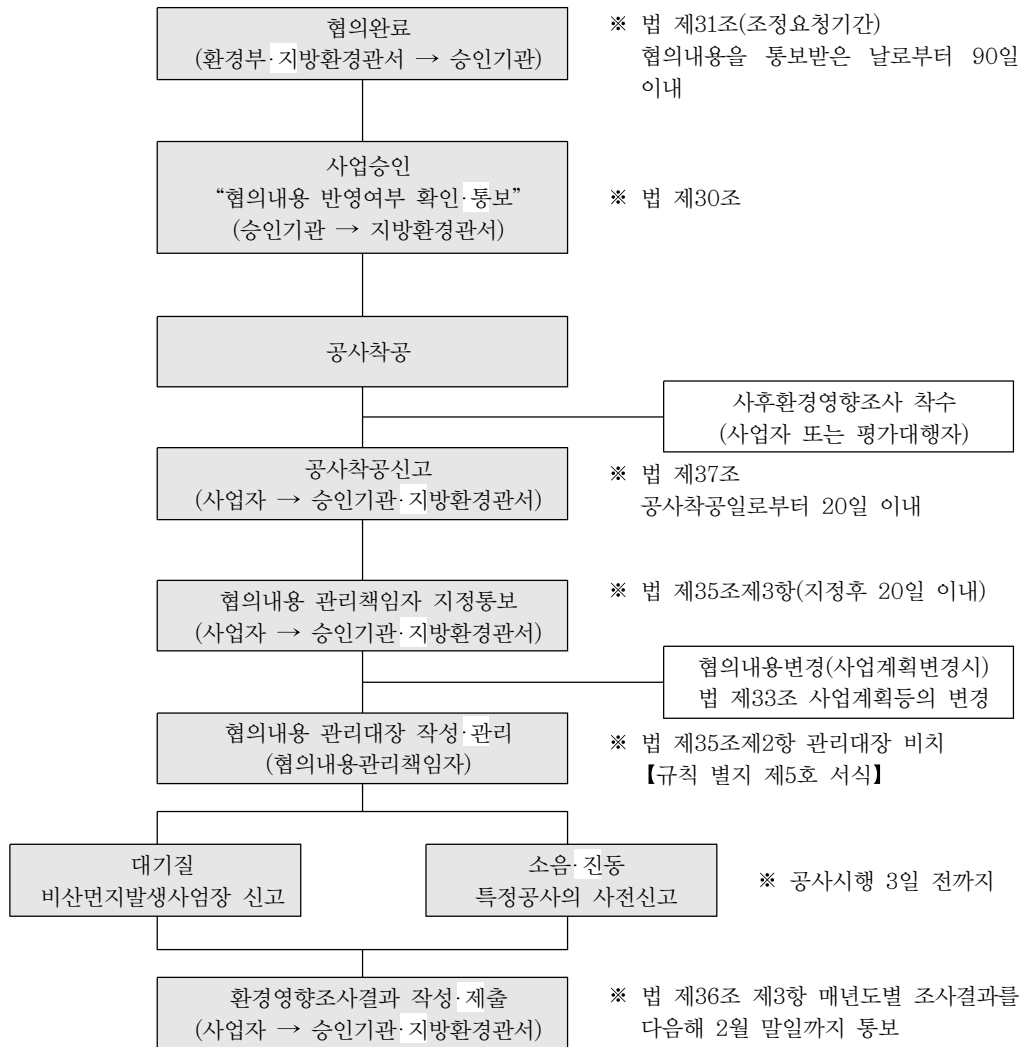 협의완료
(환경부·지방환경관서 → 승인기관)
※ 법 제31조(조정요청기간)
협의내용을 통보받은 날로부터 90일
이내
사업승인
“협의내용 반영여부 확인·통보”
(승인기관 → 지방환경관서)
※ 법 제30조
공사착공
사후환경영향조사 착수
(사업자 또는 평가대행자)
공사착공신고
(사업자 → 승인기관·지방환경관서)
※ 법 제37조
공사착공일로부터 20일 이내
협의내용 관리책임자 지정통보
(사업자 → 승인기관·지방환경관서)
※ 법 제35조제3항(지정후 20일 이내)
협의내용변경(사업계획변경시)
법 제33조 사업계획등의 변경
협의내용 관리대장 작성·관리
(협의내용관리책임자)
※ 법 제35조제2항 관리대장 비치
【규칙 별지 제5호 서식】
대기질
비산먼지발생사업장 신고
소음·진동
특정공사의 사전신고
※ 공사시행 3일 전까지
환경영향조사결과 작성·제출
(사업자 → 승인기관·지방환경관서)
※ 법 제36조 제3항 매년도별 조사결과를
다음해 2월 말일까지 통보